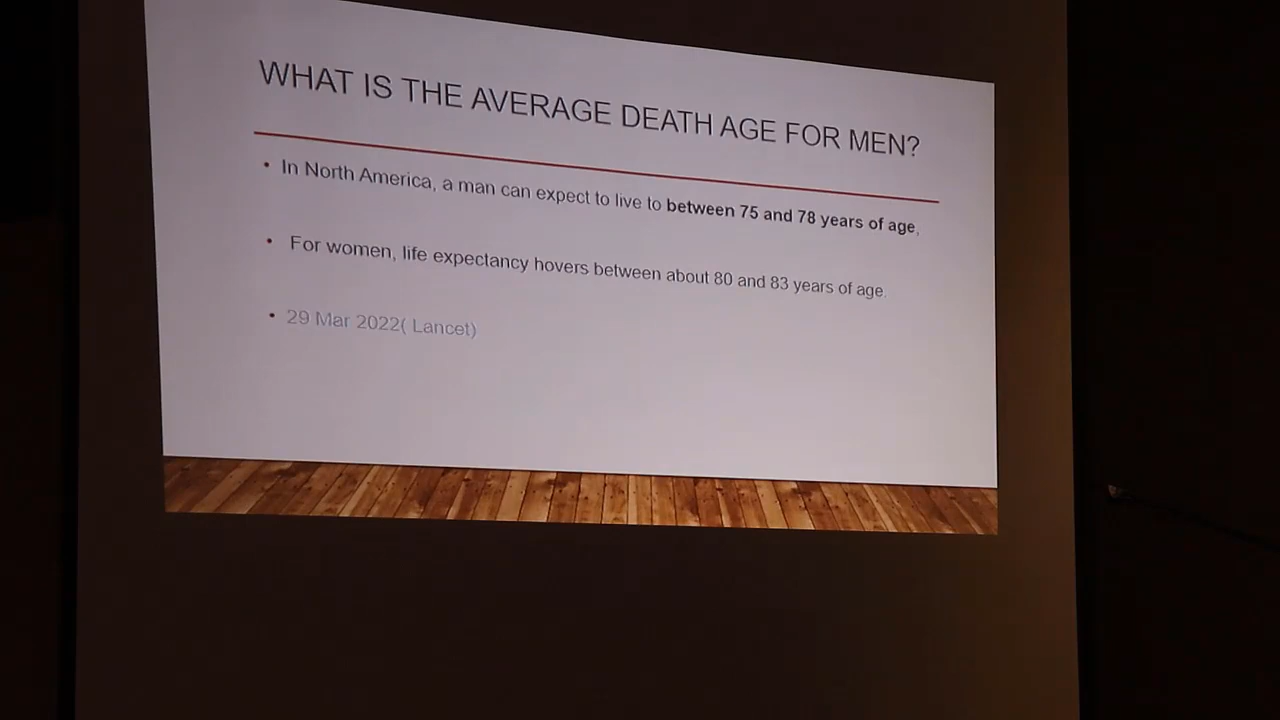 WHAT IS THE AVERAGE DEATH AGE FOR MEN?
• In North America, a man can expect to live to between 75 and 78 years of age,
• For women, life expectancy hovers between about 80 and 83 years of age.
• 29 Mar 2022( Lancet)